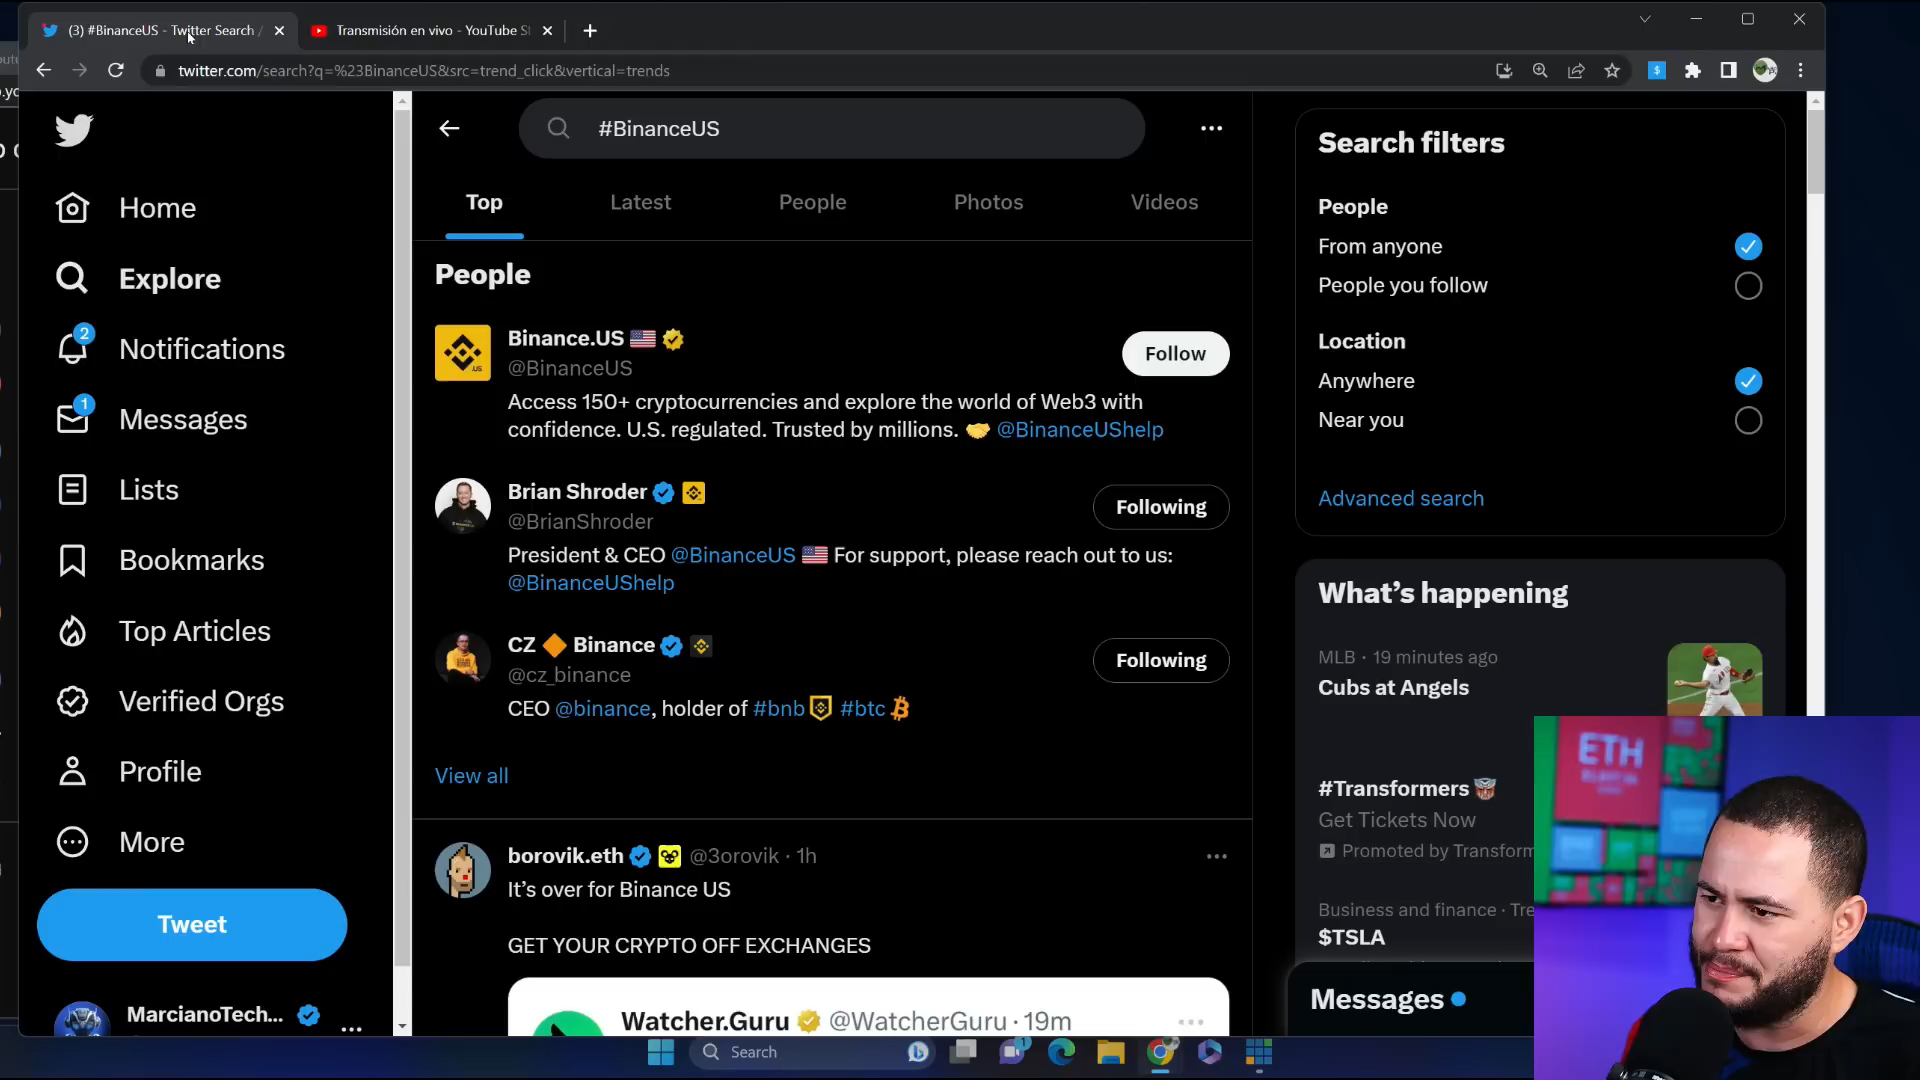 (3) #BinanceUS - Twitter Search /
Transmisión en vivo - YouTube S
twitter.com/search?q=%23BinanceUS&src=trend_click&vertical=trends
Home
Explore
2
Notifications
1
Messages
Lists
Bookmarks
Top Articles
Verified Orgs
Profile
More
Tweet
MarcianoTech...
#BinanceUS
Top
Latest
People
Photos
Videos
People
Binance.US
@BinanceUS
Follow
Access 150+ cryptocurrencies and explore the world of Web3 with
confidence. U.S. regulated. Trusted by millions. @BinanceUShelp
Brian Shroder
@BrianShroder
Following
President & CEO @BinanceUS For support, please reach out to us:
@BinanceUShelp
CZ Binance
@cz_binance
Following
CEO @binance, holder of #bnb #btc
View all
borovik.eth @3orovik · 1h
It's over for Binance US
GET YOUR CRYPTO OFF EXCHANGES
Watcher.Guru @WatcherGuru · 19m
Search filters
People
From anyone
People you follow
Location
Anywhere
Near you
Advanced search
What's happening
MLB · 19 minutes ago
Cubs at Angels
#Transformers
Get Tickets Now
Promoted by Transform
Business and finance · Tre
$TSLA
Messages
ETH
Search